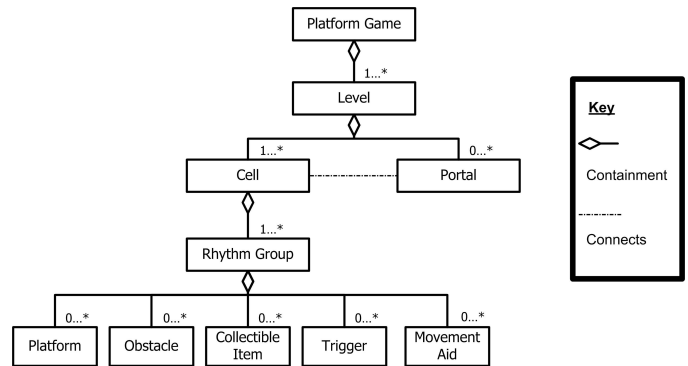 Platform Game
1...*
Level
1...*
0...*
Cell
Portal
1...*
Rhythm Group
0...*
0...*
0...*
0...*
0...*
Platform
Obstacle
Collectible
Item
Trigger
Movement
Aid
Key
Containment
Connects